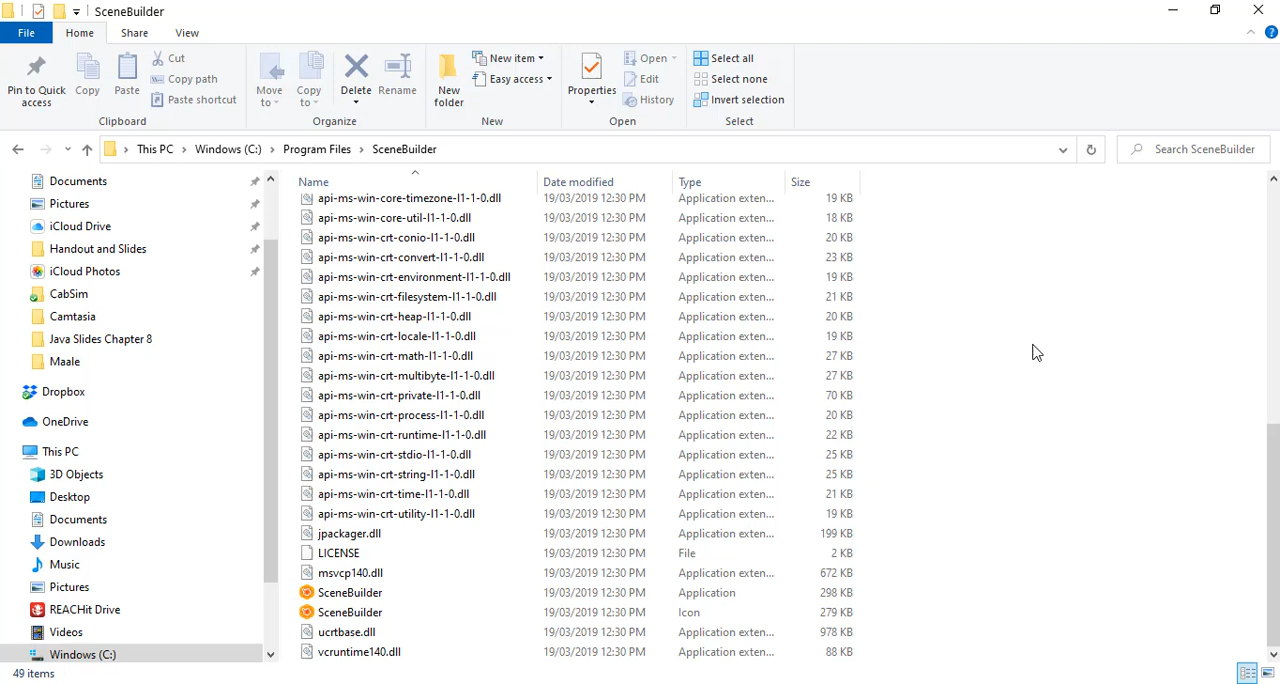 SceneBuilder
File Home Share View
Pin to Quick access
Copy
Paste
Cut
Copy path
Paste shortcut
Clipboard
Move to
Copy to
Delete
Rename
Organize
New folder
New item
Easy access
New
Properties
Open
Edit
History
Open
Select all
Select none
Invert selection
Select
This PC > Windows (C:) > Program Files > SceneBuilder
Search SceneBuilder
Documents
Pictures
iCloud Drive
Handout and Slides
iCloud Photos
CabSim
Camtasia
Java Slides Chapter 8
Maale
Dropbox
OneDrive
This PC
3D Objects
Desktop
Documents
Downloads
Music
Pictures
REACHit Drive
Videos
Windows (C:)
Name Date modified Type Size
api-ms-win-core-timezone-l1-1-0.dll 19/03/2019 12:30 PM Application exten... 19 KB
api-ms-win-core-util-l1-1-0.dll 19/03/2019 12:30 PM Application exten... 18 KB
api-ms-win-crt-conio-l1-1-0.dll 19/03/2019 12:30 PM Application exten... 20 KB
api-ms-win-crt-convert-l1-1-0.dll 19/03/2019 12:30 PM Application exten... 23 KB
api-ms-win-crt-environment-l1-1-0.dll 19/03/2019 12:30 PM Application exten... 19 KB
api-ms-win-crt-filesystem-l1-1-0.dll 19/03/2019 12:30 PM Application exten... 21 KB
api-ms-win-crt-heap-l1-1-0.dll 19/03/2019 12:30 PM Application exten... 20 KB
api-ms-win-crt-locale-l1-1-0.dll 19/03/2019 12:30 PM Application exten... 19 KB
api-ms-win-crt-math-l1-1-0.dll 19/03/2019 12:30 PM Application exten... 27 KB
api-ms-win-crt-multibyte-l1-1-0.dll 19/03/2019 12:30 PM Application exten... 27 KB
api-ms-win-crt-private-l1-1-0.dll 19/03/2019 12:30 PM Application exten... 70 KB
api-ms-win-crt-process-l1-1-0.dll 19/03/2019 12:30 PM Application exten... 20 KB
api-ms-win-crt-runtime-l1-1-0.dll 19/03/2019 12:30 PM Application exten... 22 KB
api-ms-win-crt-stdio-l1-1-0.dll 19/03/2019 12:30 PM Application exten... 25 KB
api-ms-win-crt-string-l1-1-0.dll 19/03/2019 12:30 PM Application exten... 25 KB
api-ms-win-crt-time-l1-1-0.dll 19/03/2019 12:30 PM Application exten... 21 KB
api-ms-win-crt-utility-l1-1-0.dll 19/03/2019 12:30 PM Application exten... 19 KB
jpackager.dll 19/03/2019 12:30 PM Application exten... 199 KB
LICENSE 19/03/2019 12:30 PM File 2 KB
msvcp140.dll 19/03/2019 12:30 PM Application exten... 672 KB
SceneBuilder 19/03/2019 12:30 PM Application 298 KB
SceneBuilder 19/03/2019 12:30 PM Icon 279 KB
ucrtbase.dll 19/03/2019 12:30 PM Application exten... 978 KB
vcruntime140.dll 19/03/2019 12:30 PM Application exten... 88 KB
49 items